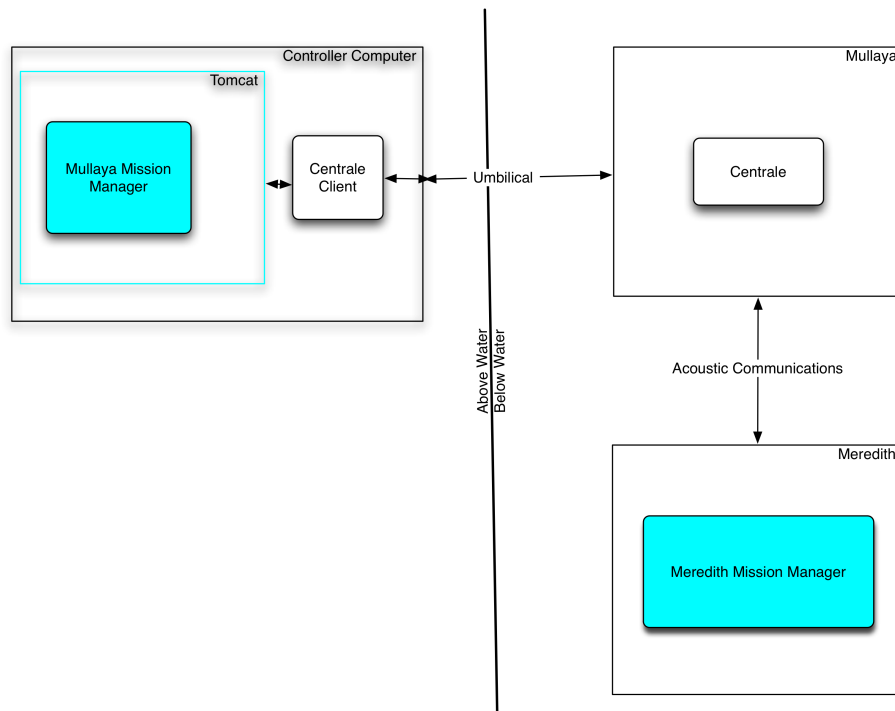 Controller Computer
Tomcat
Mullaya Mission
Manager
Centrale
Client
Umbilical
Mullaya
Centrale
Above Water
Below Water
Acoustic Communications
Meredith
Meredith Mission Manager